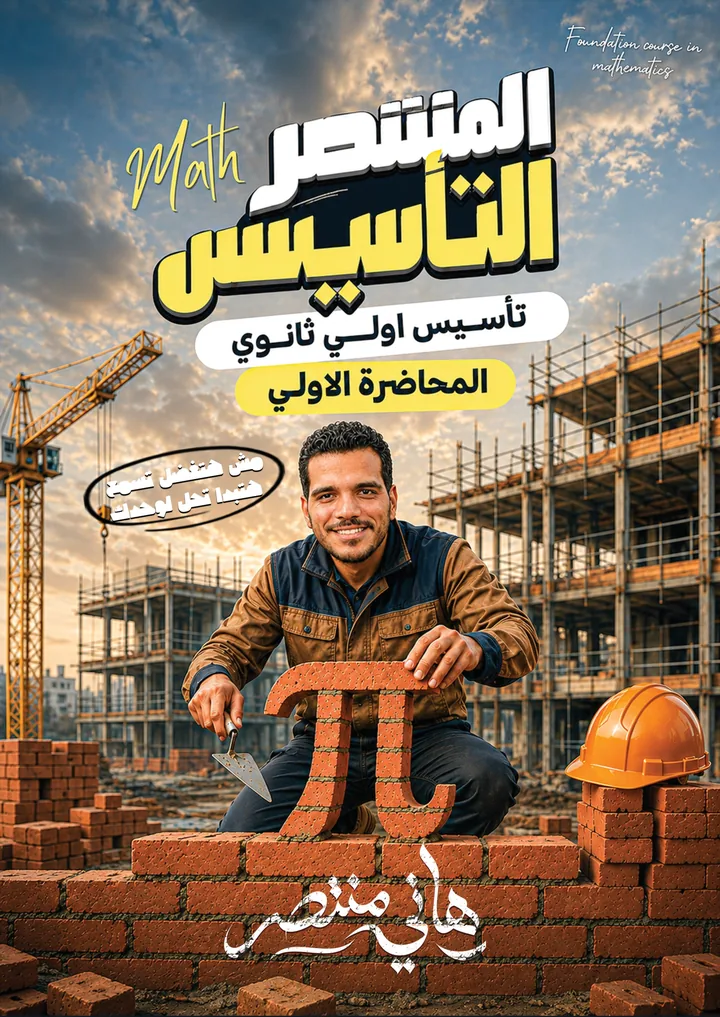 Foundation course in
mathematics
المنتصر
Math
التأسيس
تأسيس اولي ثانوي
المحاضرة الاولي
مش هتفضل تسمع
هتبدا تحل لوحدك
π
هاني منتصر